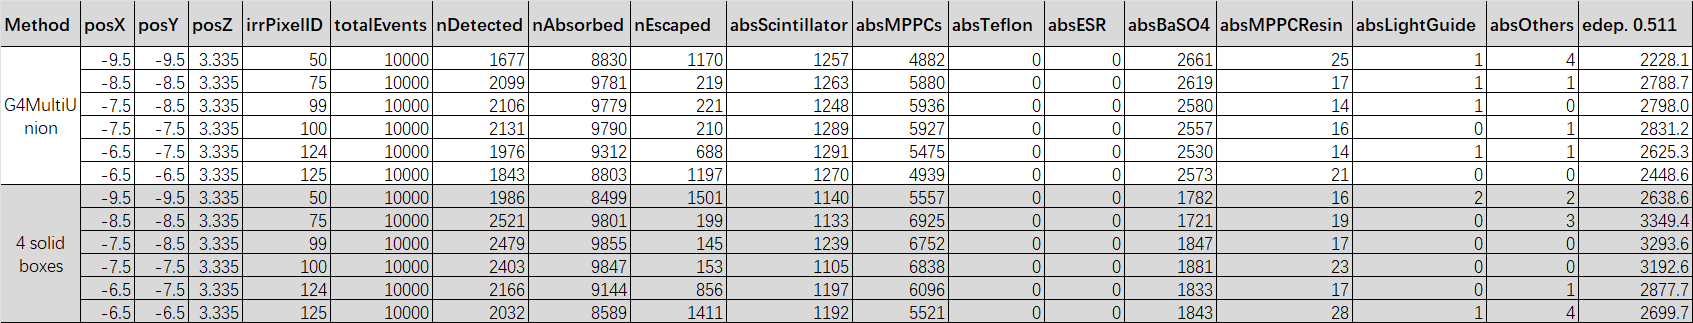 Method posX posY posZ irrPixelID totalEvents nDetected nAbsorbed nEscaped absScintillator absMPPCs absTeflon absESR absBaSO4 absMPPCResin absLightGuide absOthers edep. 0.511
G4MultiUnion
-9.5 -9.5 3.335 50 10000 1677 8830 1170 1257 4882 0 0 2661 25 1 4 2228.1
-8.5 -8.5 3.335 75 10000 2099 9781 219 1263 5880 0 0 2619 17 1 1 2788.7
-7.5 -8.5 3.335 99 10000 2106 9779 221 1248 5936 0 0 2580 14 1 0 2798.0
-7.5 -7.5 3.335 100 10000 2131 9790 210 1289 5927 0 0 2557 16 0 1 2831.2
-6.5 -7.5 3.335 124 10000 1976 9312 688 1291 5475 0 0 2530 14 1 1 2625.3
-6.5 -6.5 3.335 125 10000 1843 8803 1197 1270 4939 0 0 2573 21 0 0 2448.6
4 solid boxes
-9.5 -9.5 3.335 50 10000 1986 8499 1501 1140 5557 0 0 1782 16 2 2 2638.6
-8.5 -8.5 3.335 75 10000 2521 9801 199 1133 6925 0 0 1721 19 0 3 3349.4
-7.5 -8.5 3.335 99 10000 2479 9855 145 1239 6752 0 0 1847 17 0 0 3293.6
-7.5 -7.5 3.335 100 10000 2403 9847 153 1105 6838 0 0 1881 23 0 0 3192.6
-6.5 -7.5 3.335 124 10000 2166 9144 856 1197 6096 0 0 1833 17 0 1 2877.7
-6.5 -6.5 3.335 125 10000 2032 8589 1411 1192 5521 0 0 1843 28 1 4 2699.7